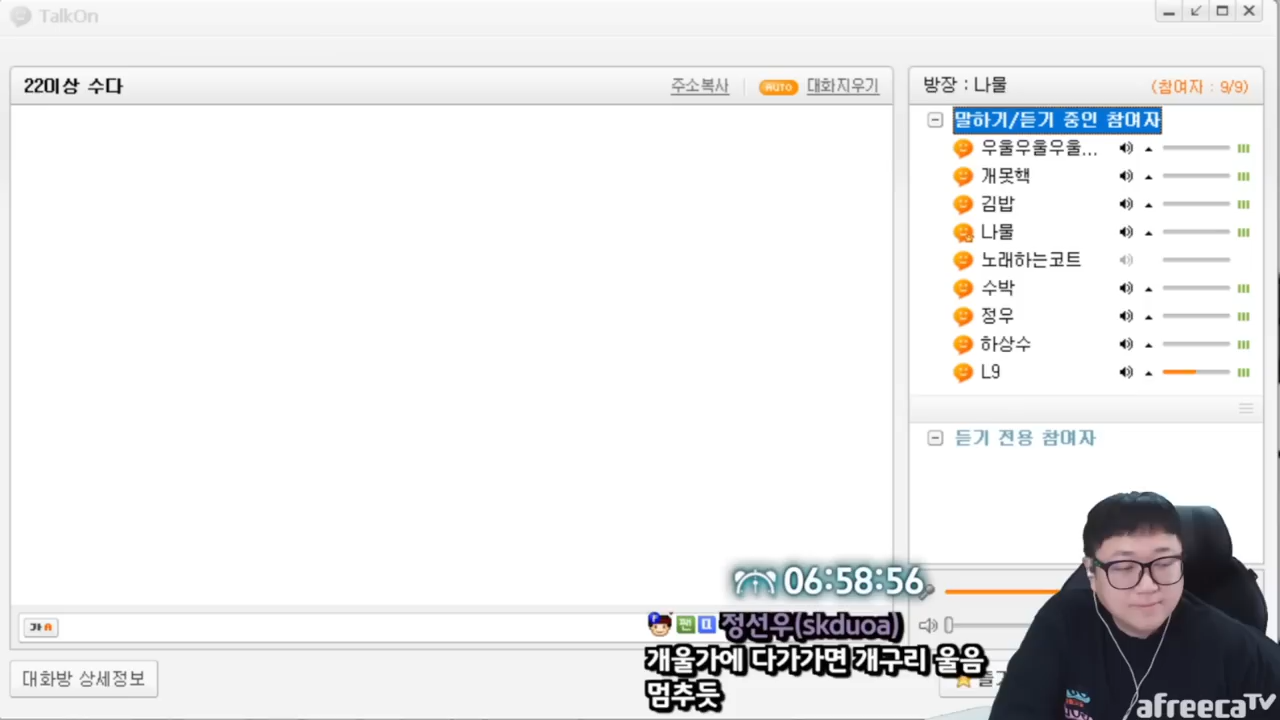 TalkOn
22이상 수다
주소복사
AUTO
대화지우기
방장 : 나물
(참여자 : 9/9)
말하기/듣기 중인 참여자
우울우울우울...
개못핵
김밥
나물
노래하는코트
수박
정우
하상수
L9
듣기 전용 참여자
06:58:56
가
팬
정선우(skduoa)
개울가에 다가가면 개구리 울음
멈추듯
대화방 상세정보
afreecaTV